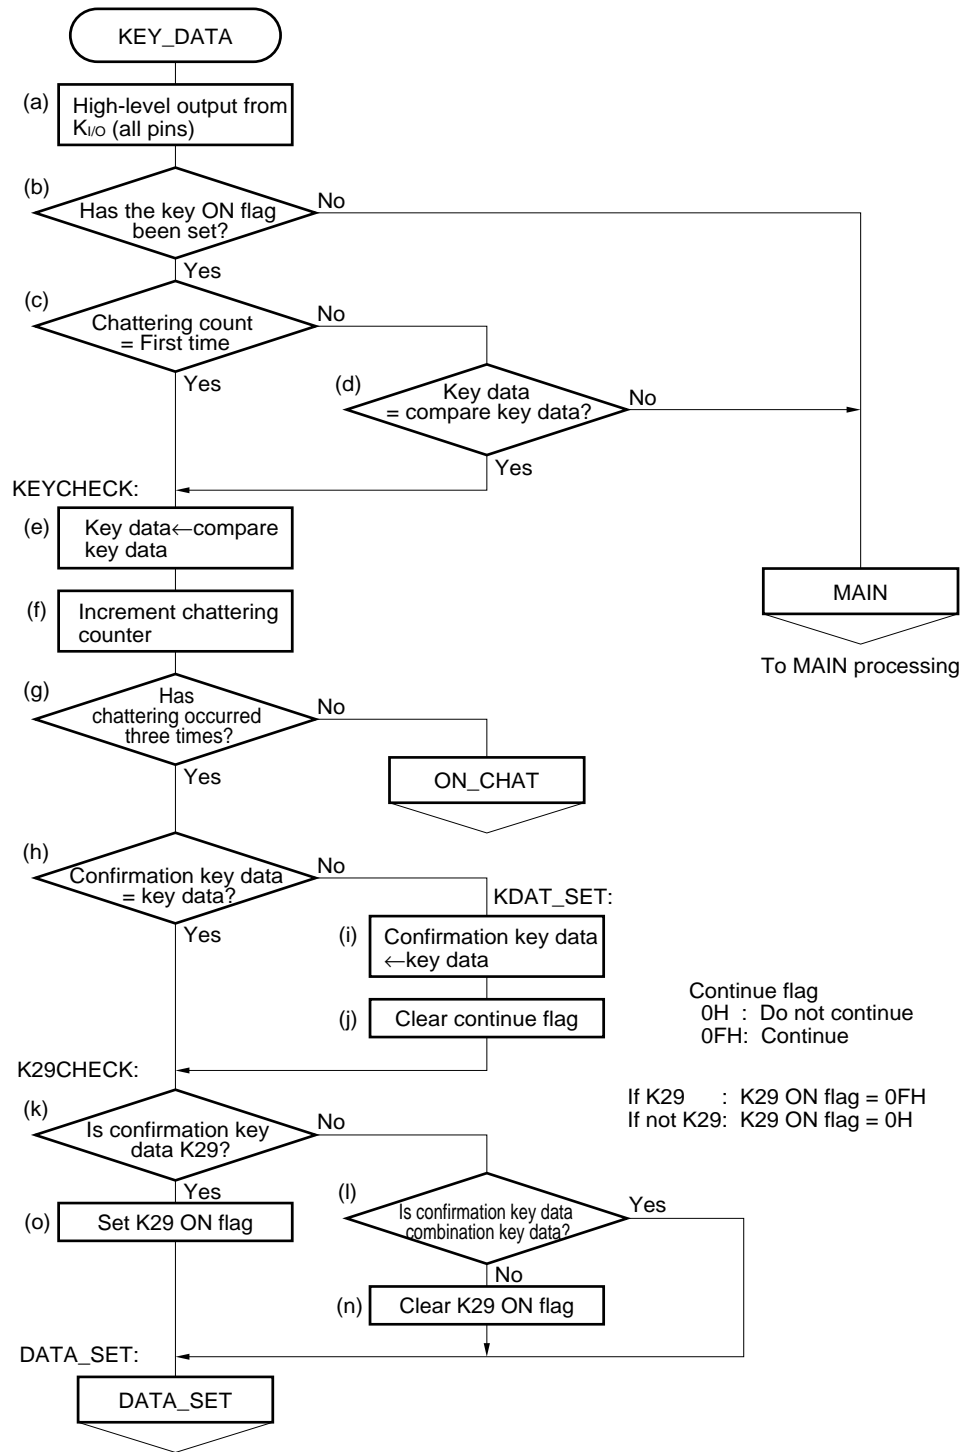 KEY_DATA
(a)
High-level output from
KI/O (all pins)
(b)
Has the key ON flag
been set?
No
Yes
(c)
Chattering count
= First time
No
Yes
(d)
Key data
= compare key data?
No
Yes
KEYCHECK:
(e)
Key data←compare
key data
(f)
Increment chattering
counter
MAIN
To MAIN processing
(g)
Has
chattering occurred
three times?
No
Yes
ON_CHAT
(h)
Confirmation key data
= key data?
No
Yes
KDAT_SET:
(i)
Confirmation key data
←key data
(j)
Clear continue flag
Continue flag
0H : Do not continue
0FH: Continue
K29CHECK:
(k)
Is confirmation key
data K29?
No
Yes
If K29 : K29 ON flag = 0FH
If not K29: K29 ON flag = 0H
(l)
Is confirmation key data
combination key data?
Yes
No
(o)
Set K29 ON flag
(n)
Clear K29 ON flag
DATA_SET:
DATA_SET